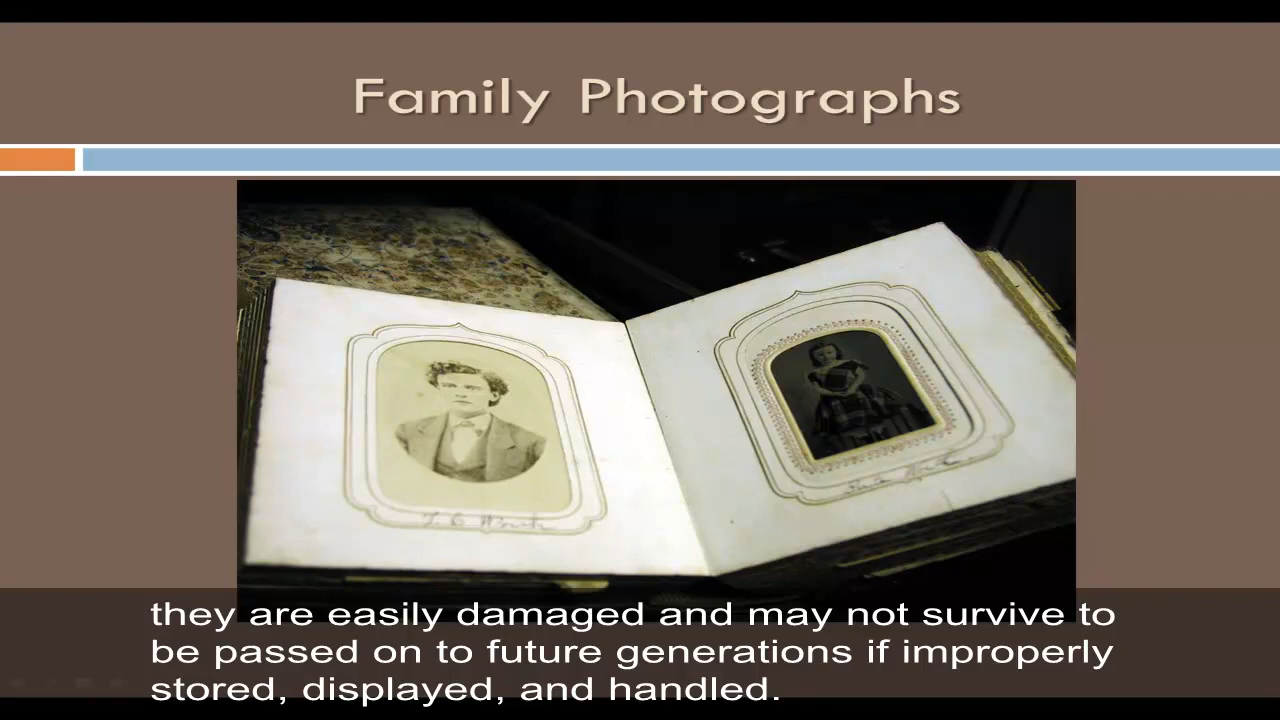 Family Photographs
they are easily damaged and may not survive to
be passed on to future generations if improperly
stored, displayed, and handled.